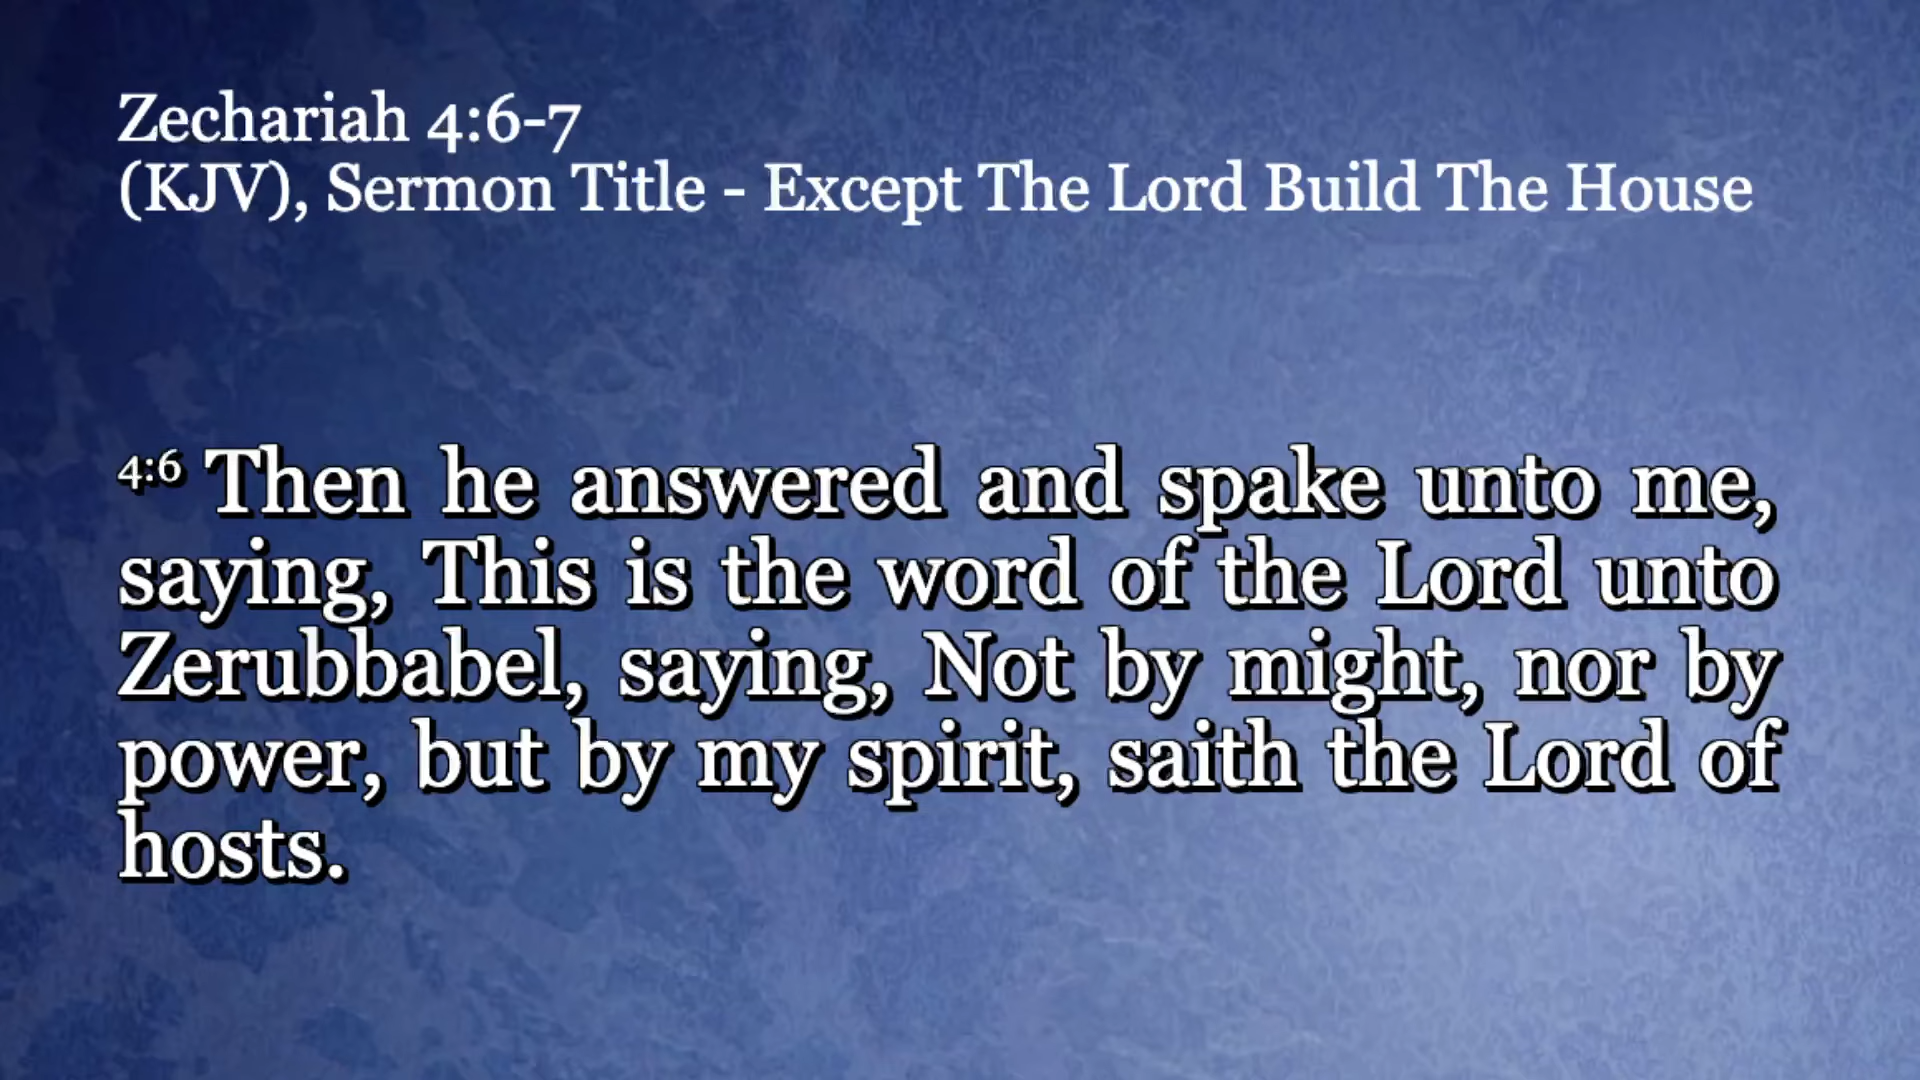 Zechariah 4:6-7
(KJV), Sermon Title - Except The Lord Build The House
4:6 Then he answered and spake unto me,
saying, This is the word of the Lord unto
Zerubbabel, saying, Not by might, nor by
power, but by my spirit, saith the Lord of
hosts.